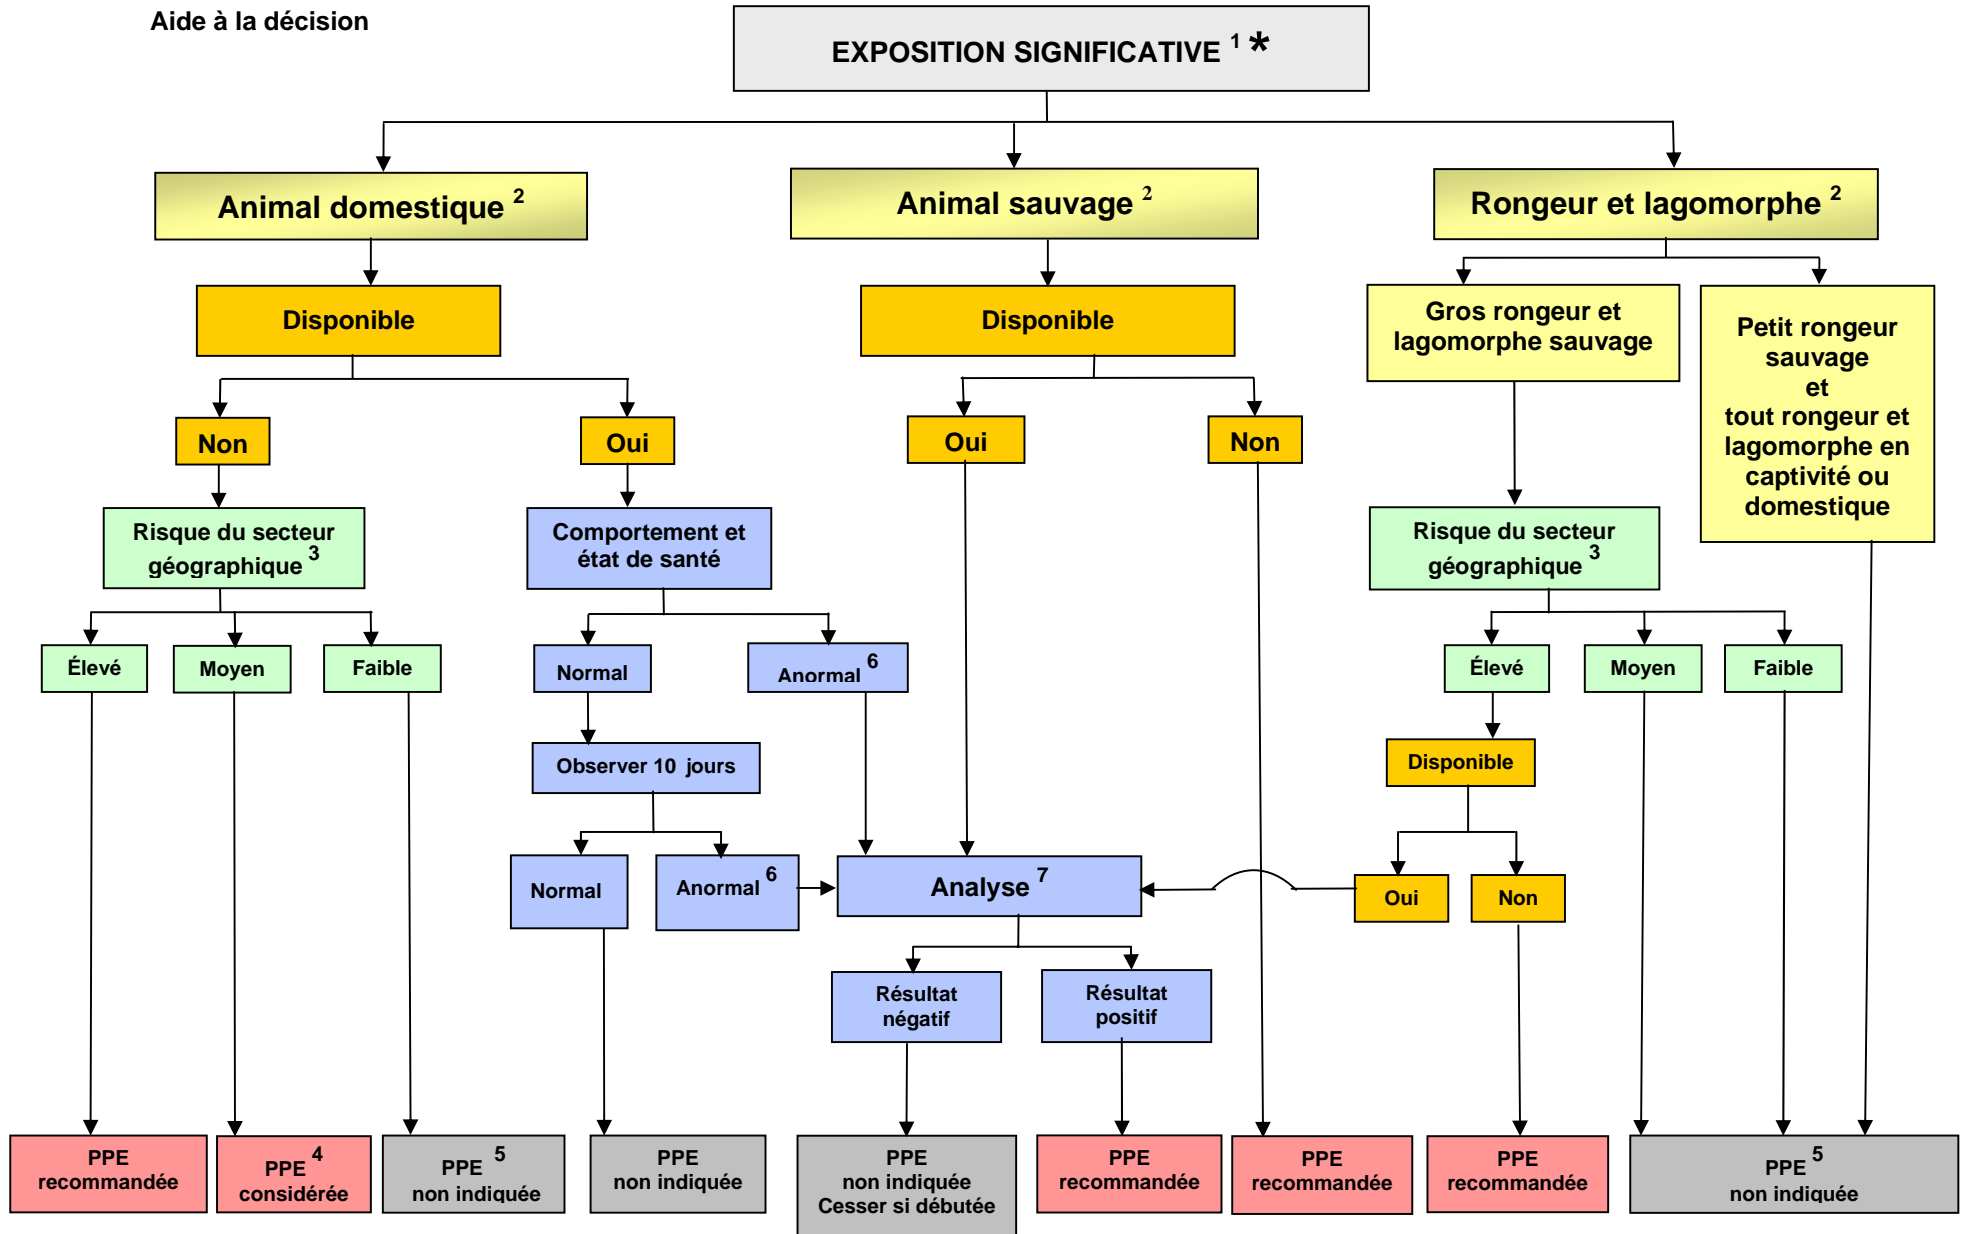 Aide à la décision
EXPOSITION SIGNIFICATIVE 1 *
Animal domestique 2
Animal sauvage 2
Rongeur et lagomorphe 2
Disponible
Disponible
Gros rongeur et
lagomorphe sauvage
Petit rongeur
sauvage
et
tout rongeur et
lagomorphe en
captivité ou
domestique
Non
Oui
Oui
Non
Risque du secteur
géographique 3
Comportement et
état de santé
Risque du secteur
géographique 3
Élevé
Moyen
Faible
Normal
Anormal 6
Élevé
Moyen
Faible
Observer 10 jours
Disponible
Normal
Anormal 6
Analyse 7
Oui
Non
Résultat
négatif
Résultat
positif
PPE
recommandée
PPE 4
considérée
PPE 5
non indiquée
PPE
non indiquée
PPE
non indiquée
Cesser si débutée
PPE
recommandée
PPE
recommandée
PPE
recommandée
PPE 5
non indiquée